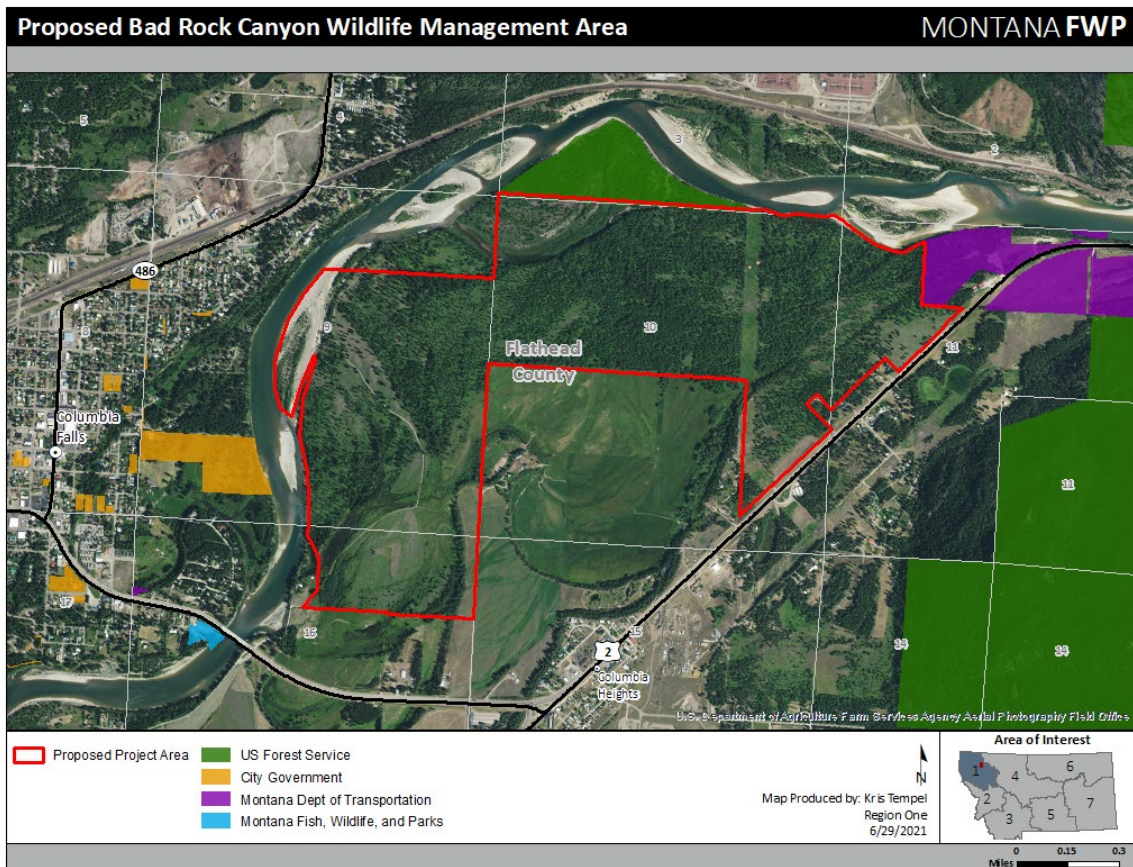 Proposed Bad Rock Canyon Wildlife Management Area
MONTANA FWP
5
4
3
2
486
8
9
10
11
Flathead
County
Columbia
Falls
11
17
16
15
14
14
2
Columbia
Heights
U.S. Department of Agriculture Farm Services Agency Aerial Photography Field Office
Proposed Project Area
US Forest Service
City Government
Montana Dept of Transportation
Montana Fish, Wildlife, and Parks
N
Map Produced by: Kris Tempel
Region One
6/29/2021
Area of Interest
1
4
6
2
3
5
7
0 0.15 0.3
Miles